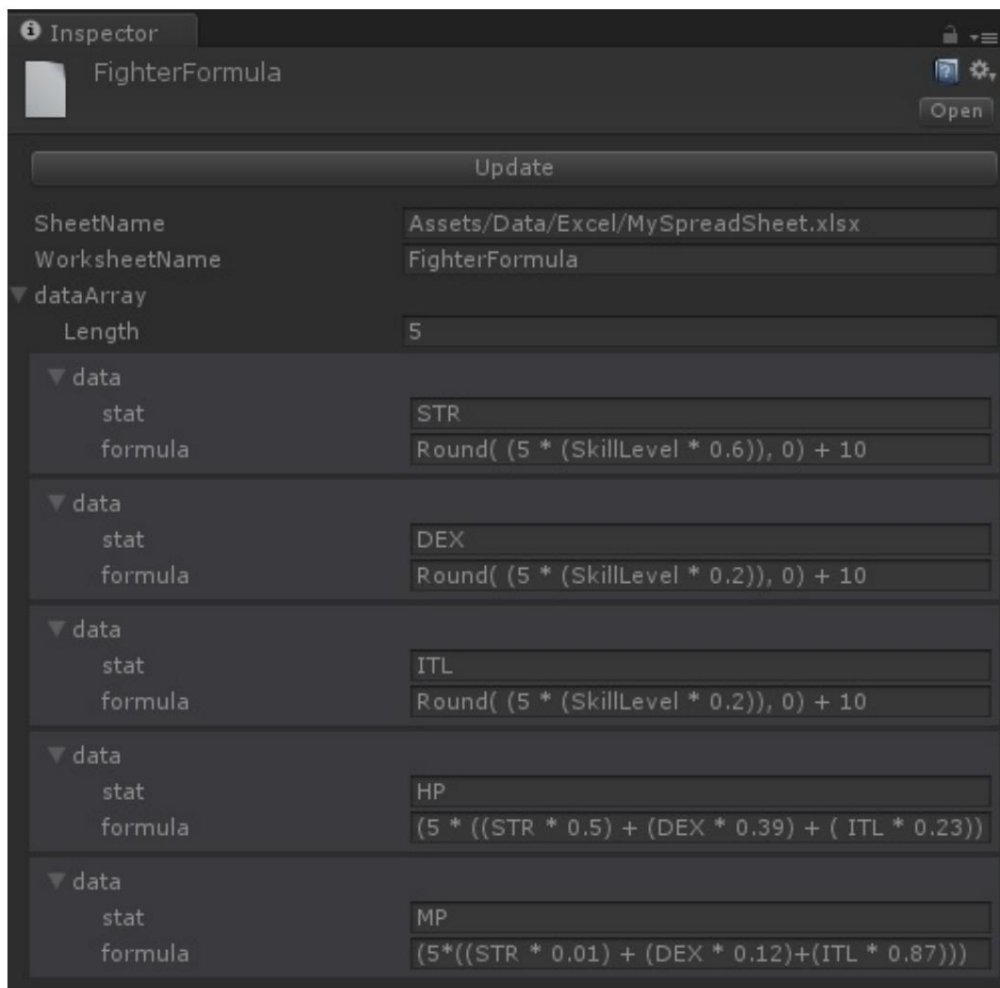 Inspector
FighterFormula
Open
Update
SheetName Assets/Data/Excel/MySpreadSheet.xlsx
WorksheetName FighterFormula
dataArray
Length 5
data
stat STR
formula Round( (5 * (SkillLevel * 0.6)), 0) + 10
data
stat DEX
formula Round( (5 * (SkillLevel * 0.2)), 0) + 10
data
stat ITL
formula Round( (5 * (SkillLevel * 0.2)), 0) + 10
data
stat HP
formula (5 * ((STR * 0.5) + (DEX * 0.39) + ( ITL * 0.23))
data
stat MP
formula (5*((STR * 0.01) + (DEX * 0.12)+(ITL * 0.87)))